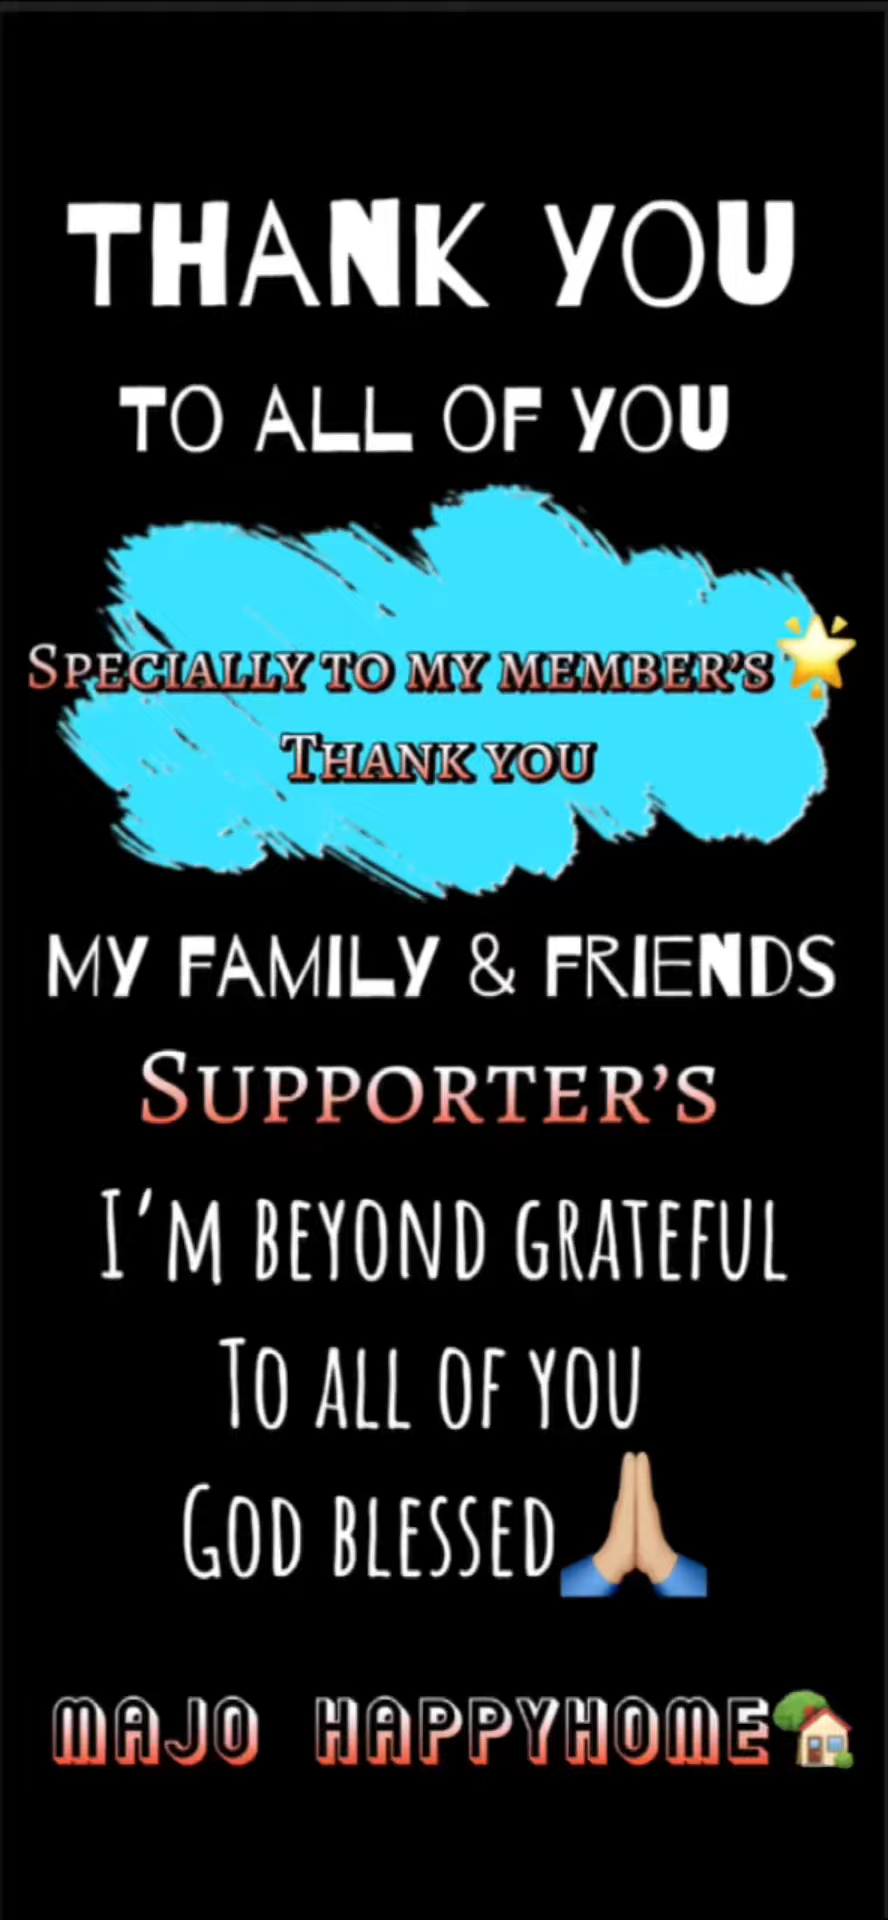 THANK YOU
TO ALL OF YOU
SPECIALLY TO MY MEMBER'S
THANK YOU
MY FAMILY & FRIENDS
SUPPORTER'S
I'M BEYOND GRATEFUL
TO ALL OF YOU
GOD BLESSED
MAJO HAPPYHOME